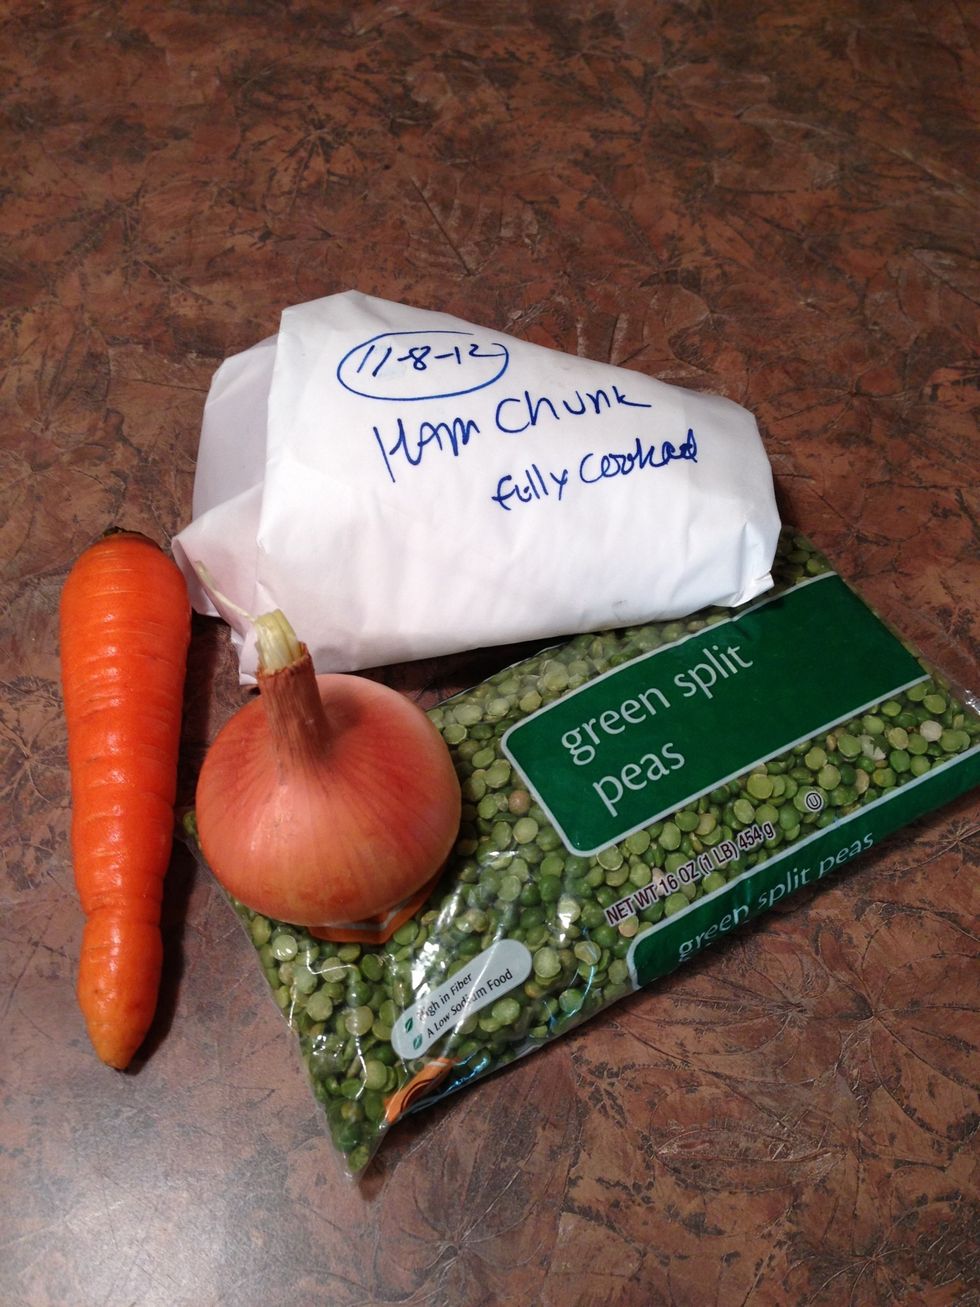 11-8-12
HAM Chunk
fully cooked
green split
peas
NET WT 16 OZ (1 LB) 454 g
U
green split peas
High in Fiber
A Low Sodium Food